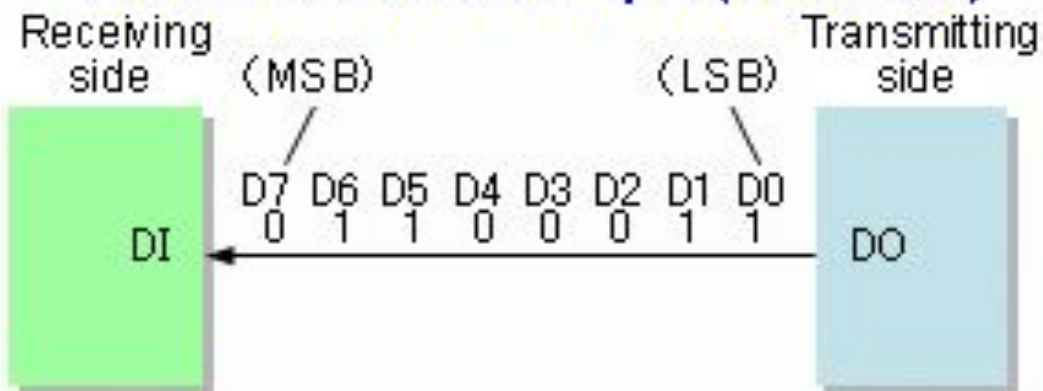 Receiving side
Transmitting side
(MSB)
(LSB)
D7 D6 D5 D4 D3 D2 D1 D0
0 1 1 0 0 0 1 1
DI
DO